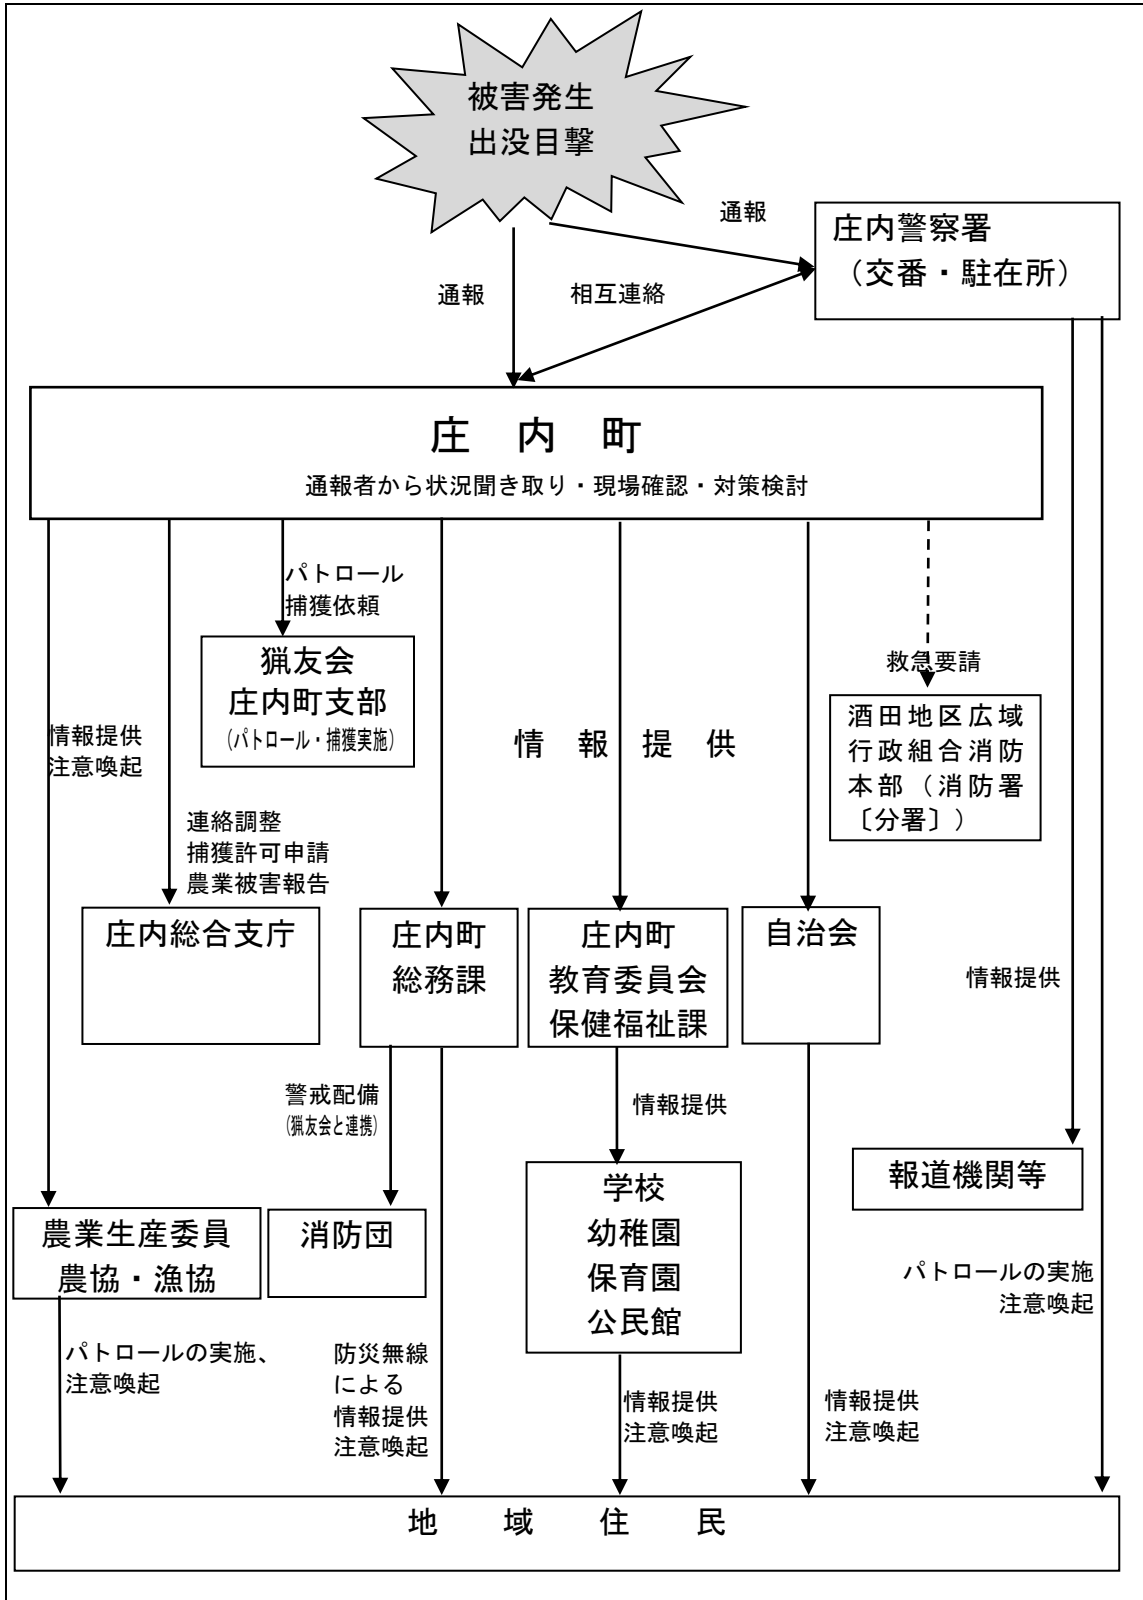 被害発生
出没目撃
通報
庄内警察署
（交番・駐在所）
通報
相互連絡
庄内町
通報者から状況聞き取り・現場確認・対策検討
パトロール
捕獲依頼
猟友会
庄内町支部
（パトロール・捕獲実施）
救急要請
酒田地区広域
行政組合消防
本部（消防署
〔分署〕）
情報提供
注意喚起
情報提供
連絡調整
捕獲許可申請
農業被害報告
庄内総合支庁
庄内町
総務課
庄内町
教育委員会
保健福祉課
自治会
情報提供
警戒配備
（猟友会と連携）
情報提供
報道機関等
学校
幼稚園
保育園
公民館
農業生産委員
農協・漁協
消防団
パトロールの実施
注意喚起
パトロールの実施、
注意喚起
防災無線
による
情報提供
注意喚起
情報提供
注意喚起
情報提供
注意喚起
地域住民